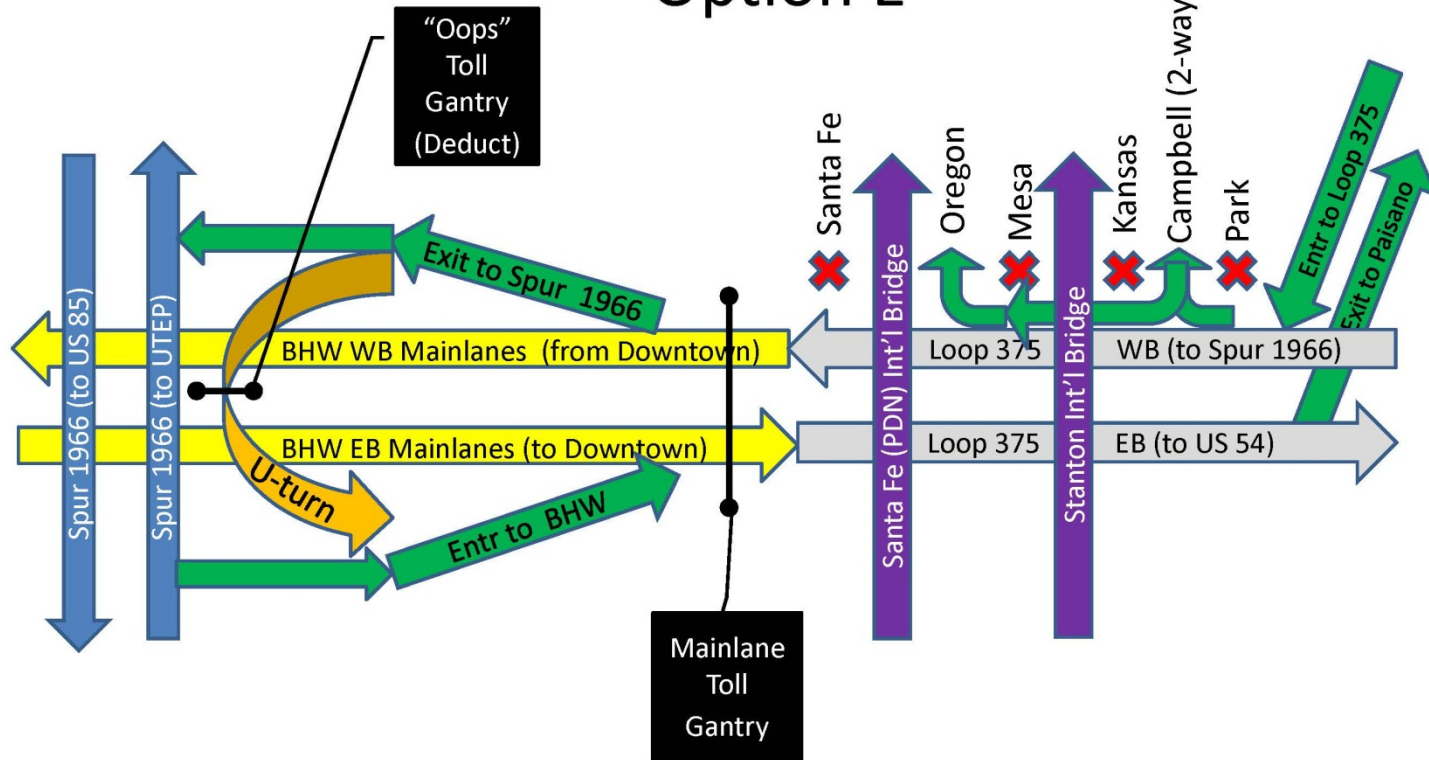 Option L
“Oops”
Toll
Gantry
(Deduct)
Santa Fe
Oregon
Mesa
Kansas
Campbell (2-way
Park
Entr to Loop 375
Exit to Paisano
Spur 1966 (to US 85)
Spur 1966 (to UTEP)
Exit to Spur 1966
BHW WB Mainlanes (from Downtown)
Loop 375
WB (to Spur 1966)
BHW EB Mainlanes (to Downtown)
Loop 375
EB (to US 54)
U-turn
Entr to BHW
Santa Fe (PDN) Int’l Bridge
Stanton Int’l Bridge
Mainlane
Toll
Gantry